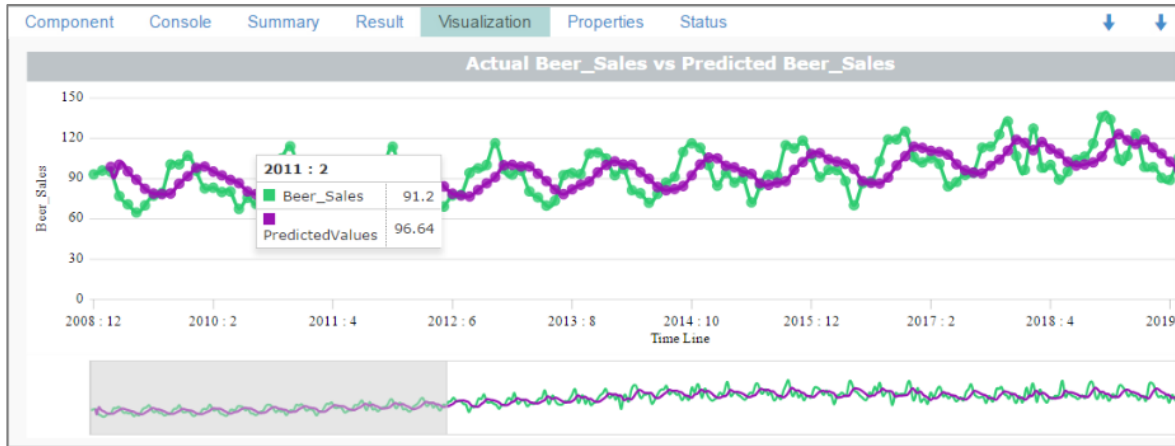 Component Console Summary Result Visualization Properties Status
Actual Beer_Sales vs Predicted Beer_Sales
150
120
90
60
30
0
Beer_Sales
2011 : 2
Beer_Sales 91.2
PredictedValues 96.64
2008 : 12 2010 : 2 2011 : 4 2012 : 6 2013 : 8 2014 : 10 2015 : 12 2017 : 2 2018 : 4 2019
Time Line